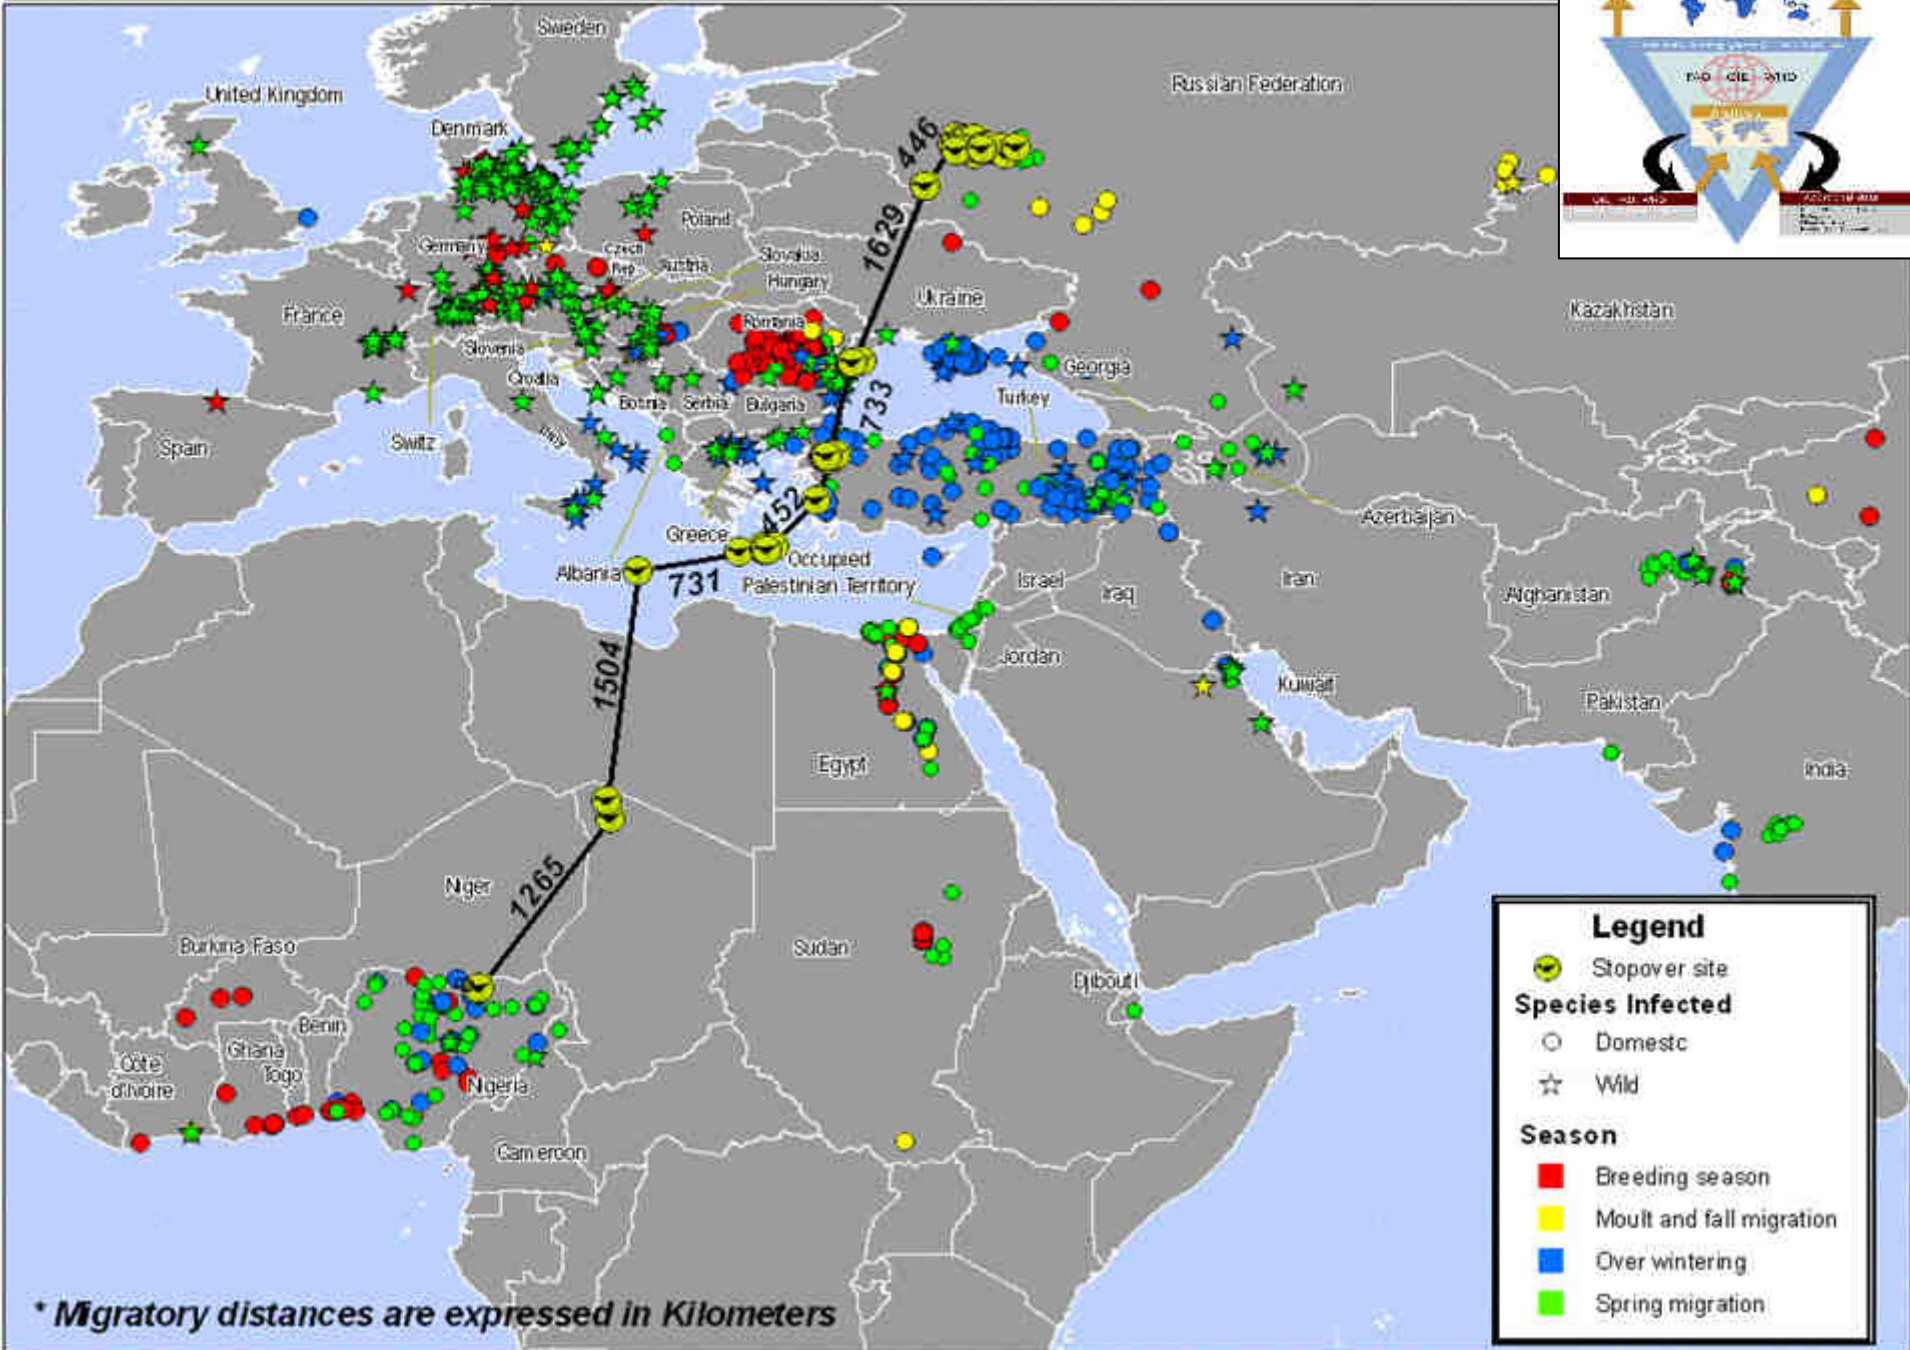 Sweden
Russian Federation
United Kingdom
Denmark
446
Poland
1629
Germany
Czech
Rep
Slovakia
Austria
Hungary
Ukraine
Kazakhstan
France
Romania
Slovenia
Georgia
Croatia
733
Turkey
Serbia
Bulgaria
Italy
Spain
Switz
452
Azerbaijan
Greece
Albania
731
Occupied
Palestinian Territory
Israel
Iraq
Iran
Afghanistan
Jordan
1504
Kuwait
Pakistan
Egypt
India
1265
Niger
Burkina Faso
Sudan
Djibouti
Benin
Ghana
Togo
Côte
d'Ivoire
Nigeria
Cameroon
* Migratory distances are expressed in Kilometers
FAO OIE WHO
Legend
Stopover site
Species Infected
Domestc
Wild
Season
Breeding season
Moult and fall migration
Over wintering
Spring migration